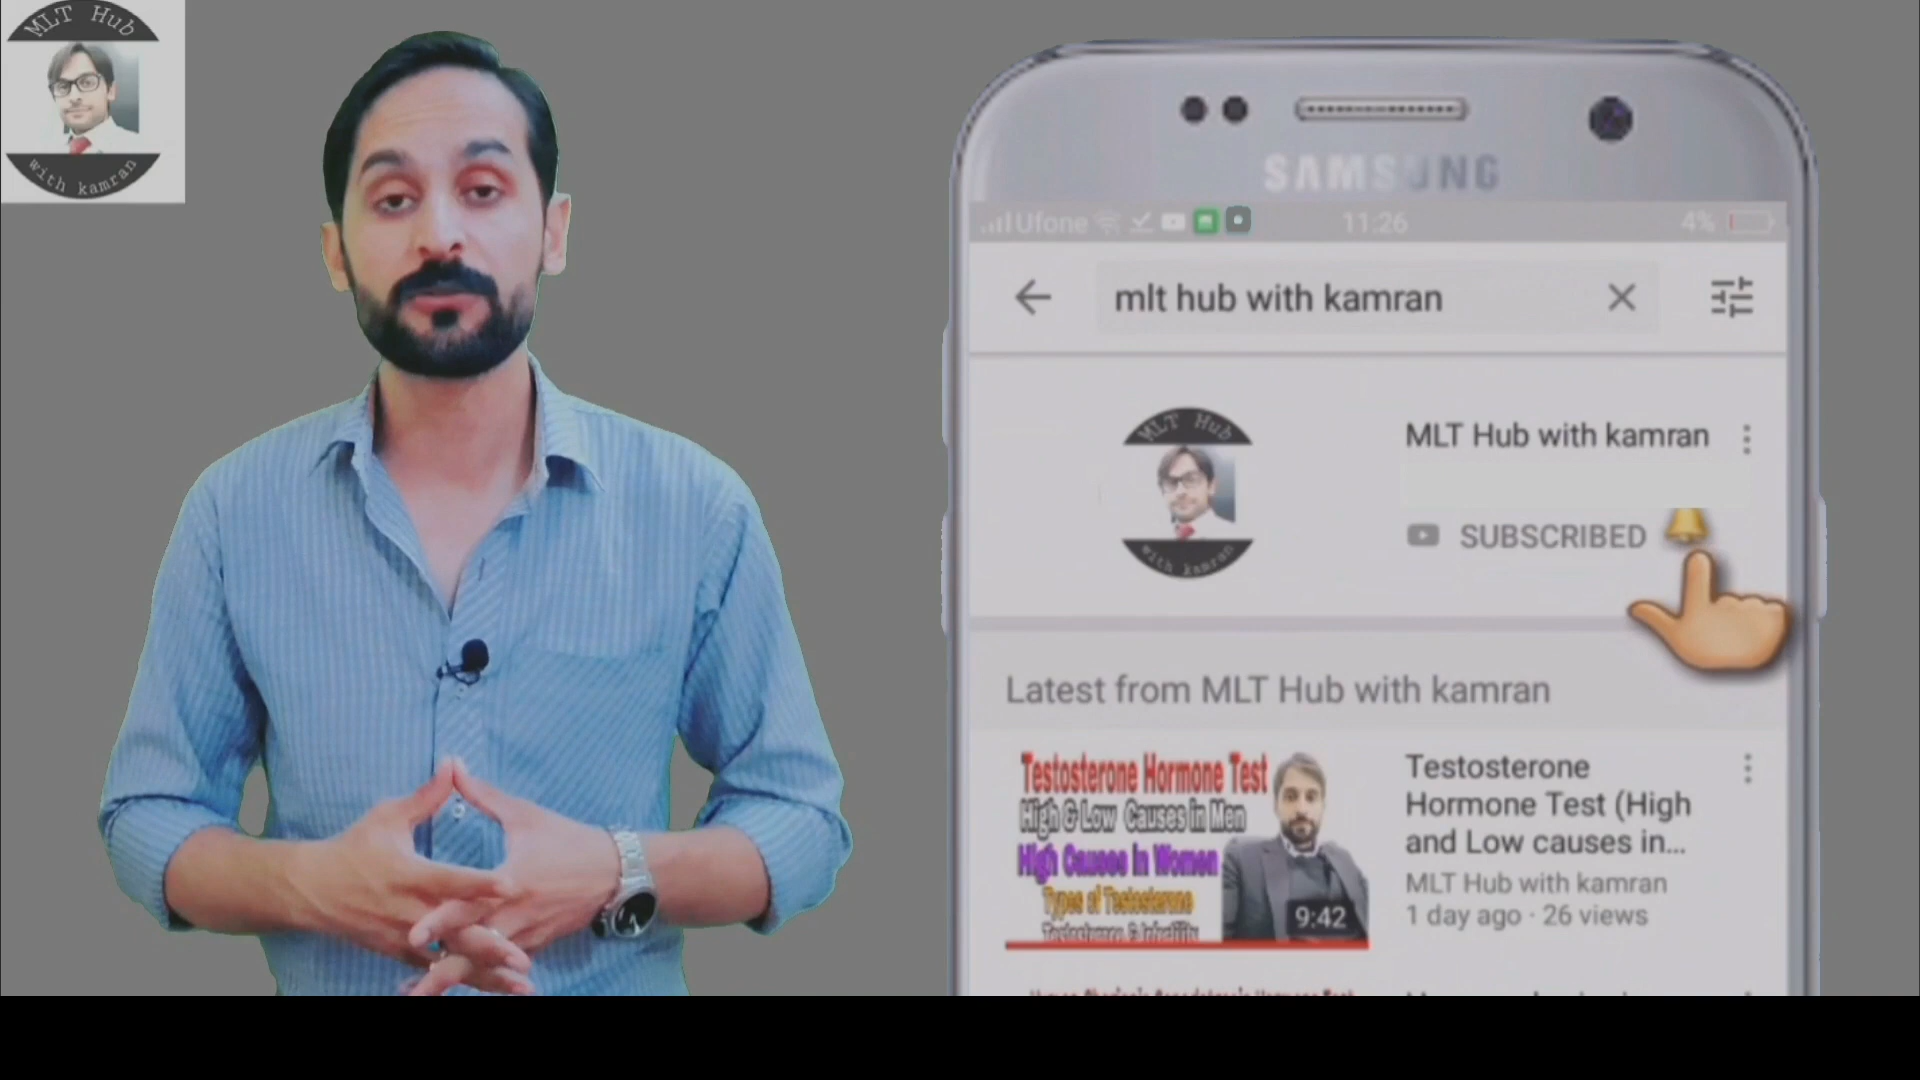 MLT Hub
with kamran
SAMSUNG
Ufone 11:26 4%
mlt hub with kamran
MLT Hub
with kamran
MLT Hub with kamran
SUBSCRIBED
Latest from MLT Hub with kamran
Testosterone Hormone Test
High & Low Causes in Men
High Causes in Women
Types of Testosterone
Testosterone & Infertility
9:42
Testosterone
Hormone Test (High
and Low causes in...
MLT Hub with kamran
1 day ago · 26 views